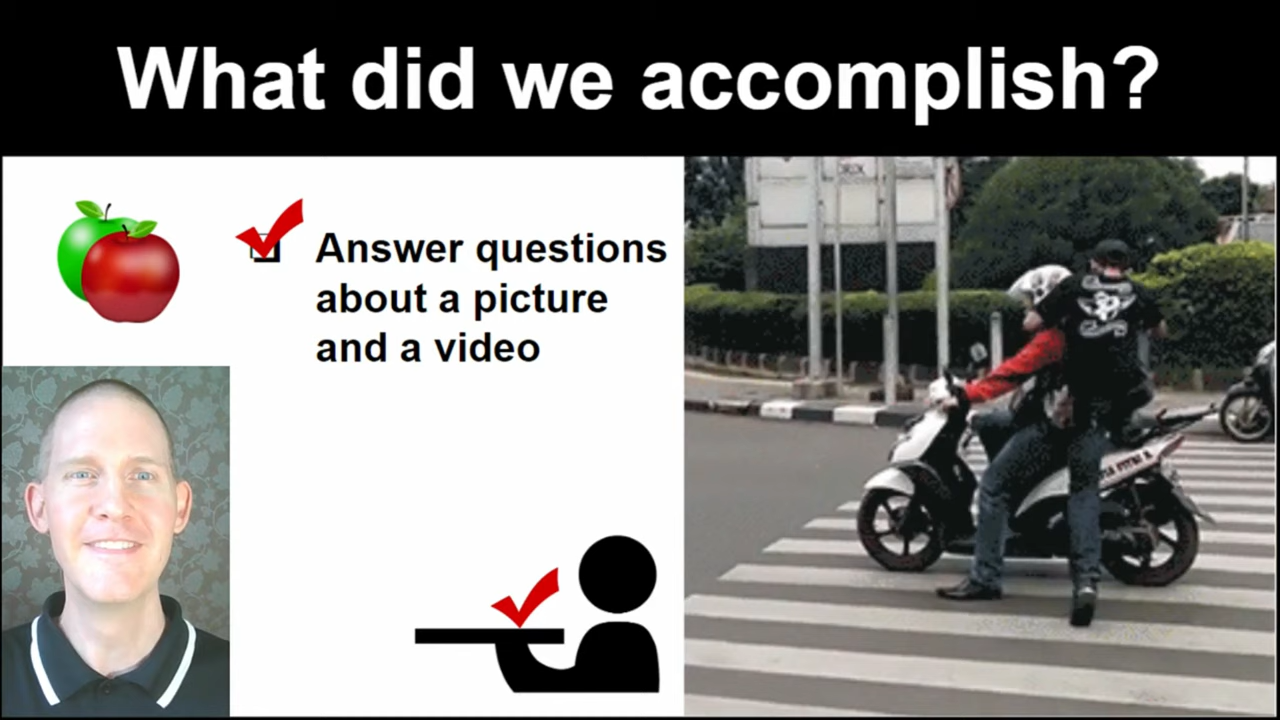 What did we accomplish?
Answer questions
about a picture
and a video